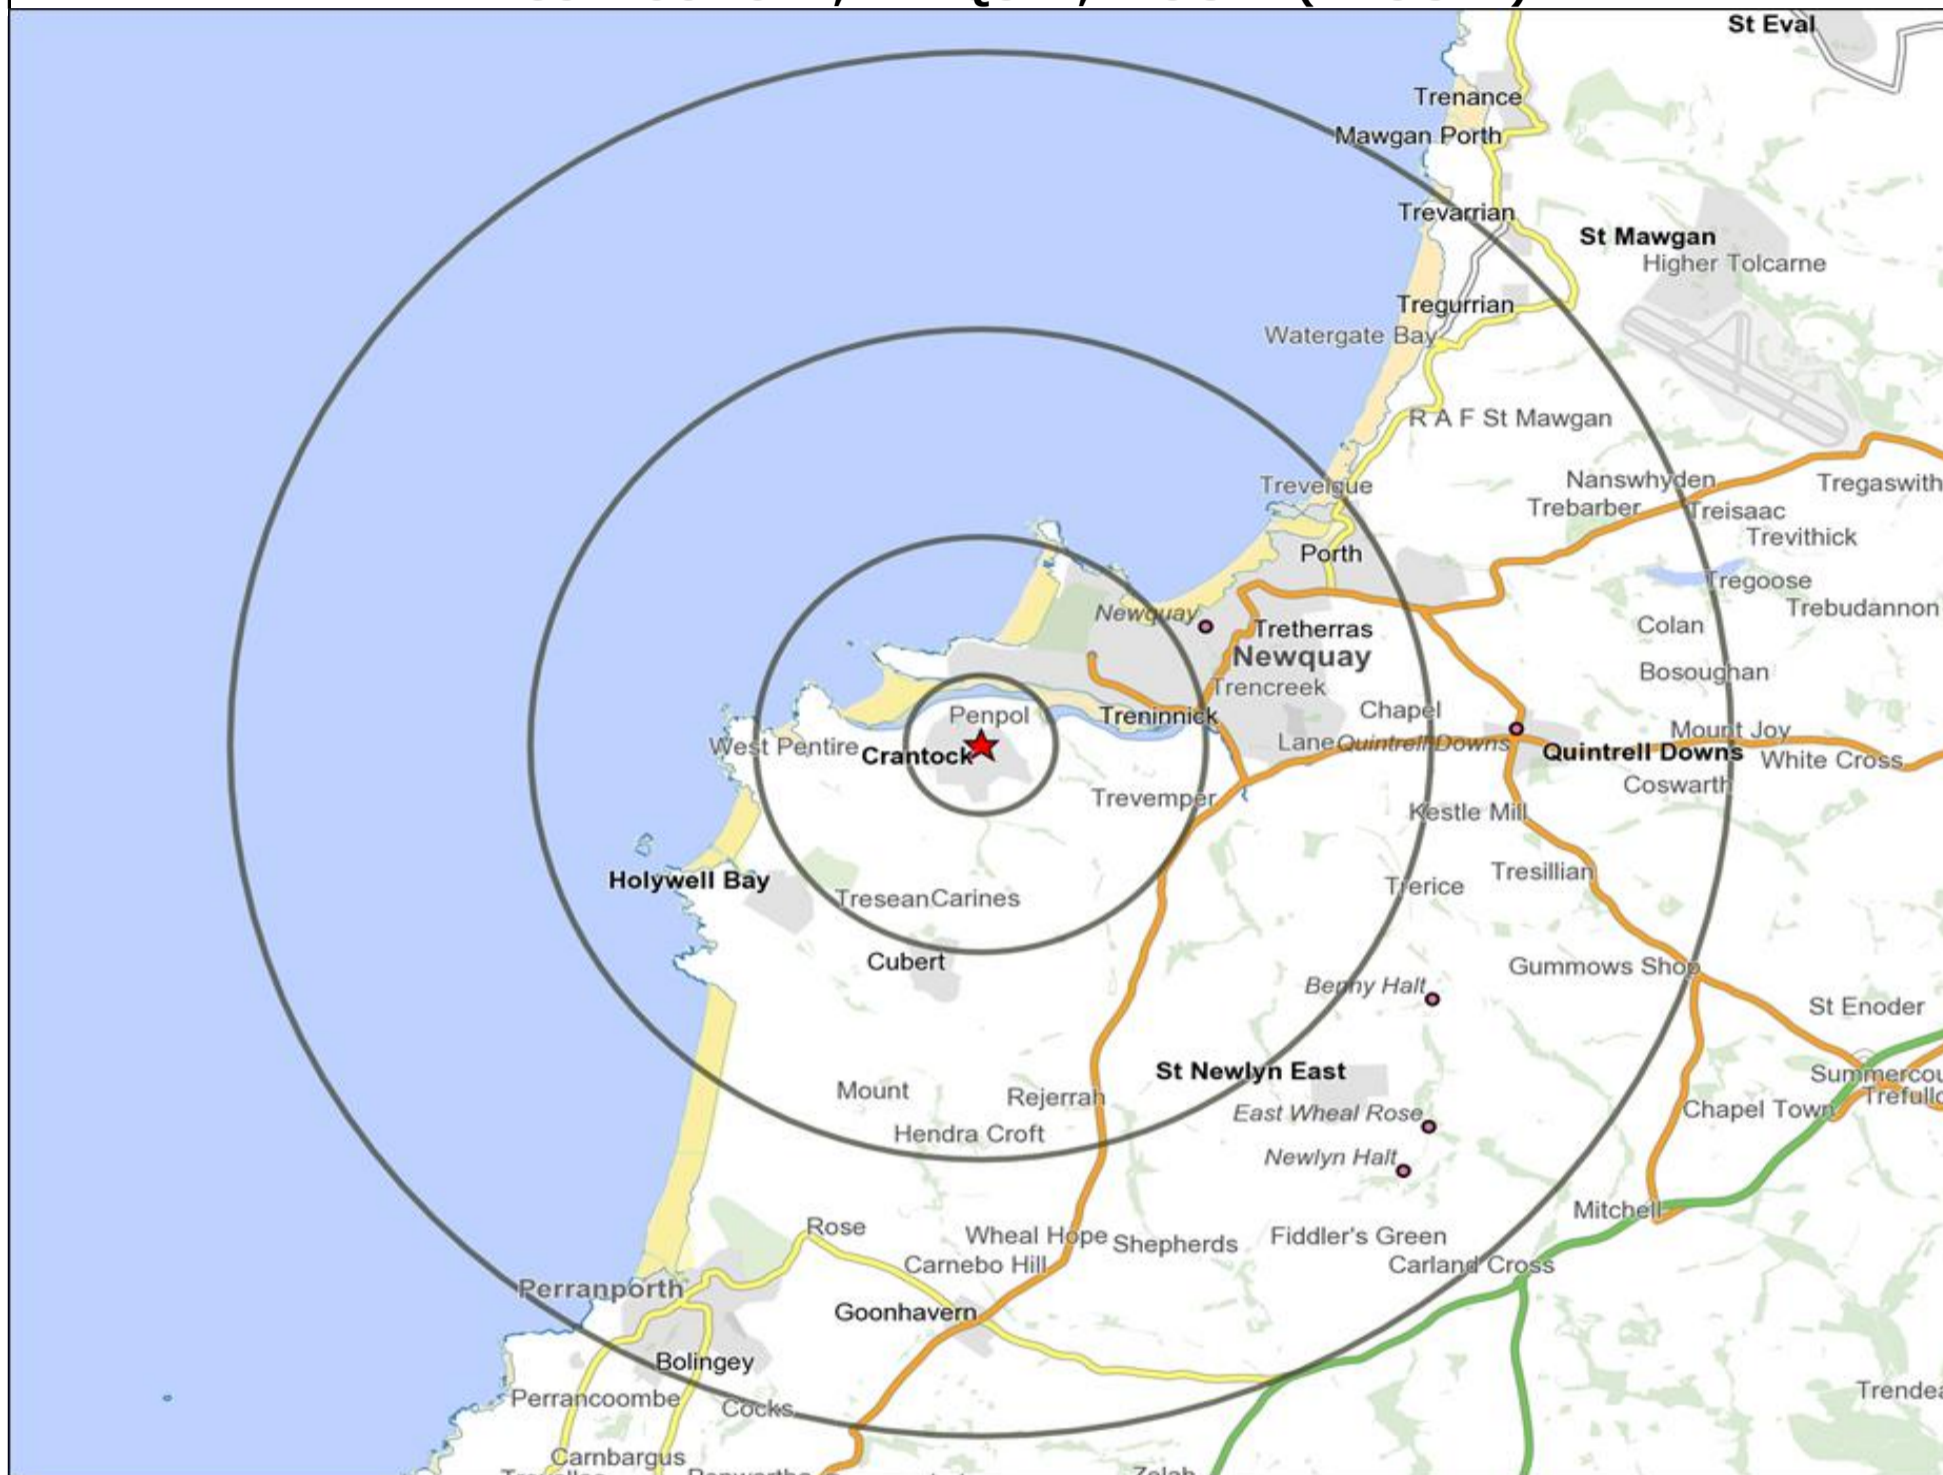 St Eval
Trenance
Mawgan Porth
Trevarrian
St Mawgan
Higher Tolcarne
Tregurrian
Watergate Bay
R A F St Mawgan
Nanswhyden
Tregaswith
Trevelgue
Trebarber
Treisaac
Trevithick
Porth
Tregoose
Trebudannon
Newquay
Colan
Tretherras
Newquay
Bosoughan
Trencreek
Penpol
Treninnick
Chapel
Mount Joy
West Pentire
Crantock
Lane
Quintrell Downs
Quintrell Downs
White Cross
Coswarth
Trevemper
Kestle Mill
Holywell Bay
Tresean
Carines
Trerice
Tresillian
Cubert
Gummows Shop
Benny Halt
St Enoder
St Newlyn East
Summercou
Mount
Rejerrah
Trefullo
East Wheal Rose
Chapel Town
Hendra Croft
Newlyn Halt
Mitchell
Rose
Wheal Hope
Shepherds
Fiddler's Green
Carnebo Hill
Carland Cross
Perranporth
Goonhavern
Bolingey
Perrancoombe
Cocks
Trendea
Carnbargus
Zelah